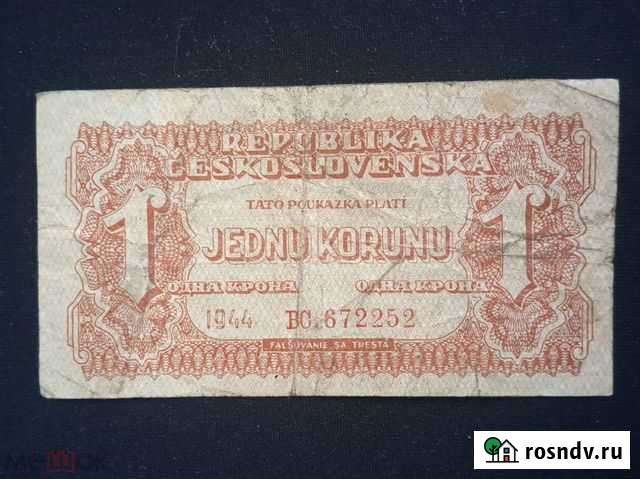 REPUBLIKA
ČESKOSLOVENSKÁ
TÁTO POUKÁZKA PLATÍ
JEDNU KORUNU
1 1
ОДНА КРОНА ОДНА КРОНА
1944 ВС 672252
FALŠOVANIE SA TRESTÁ
rosndv.ru